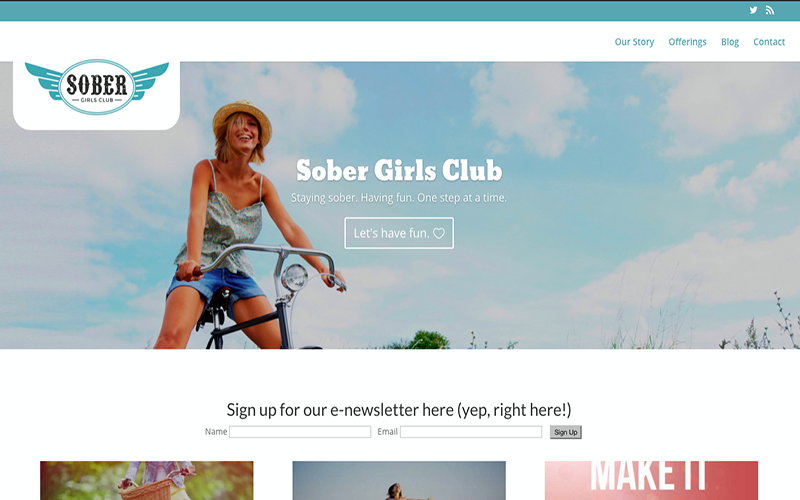 Our Story Offerings Blog Contact
SOBER
GIRLS CLUB
Sober Girls Club
Staying sober. Having fun. One step at a time.
Let's have fun.
Sign up for our e-newsletter here (yep, right here!)
Name Email Sign Up
MAKE IT